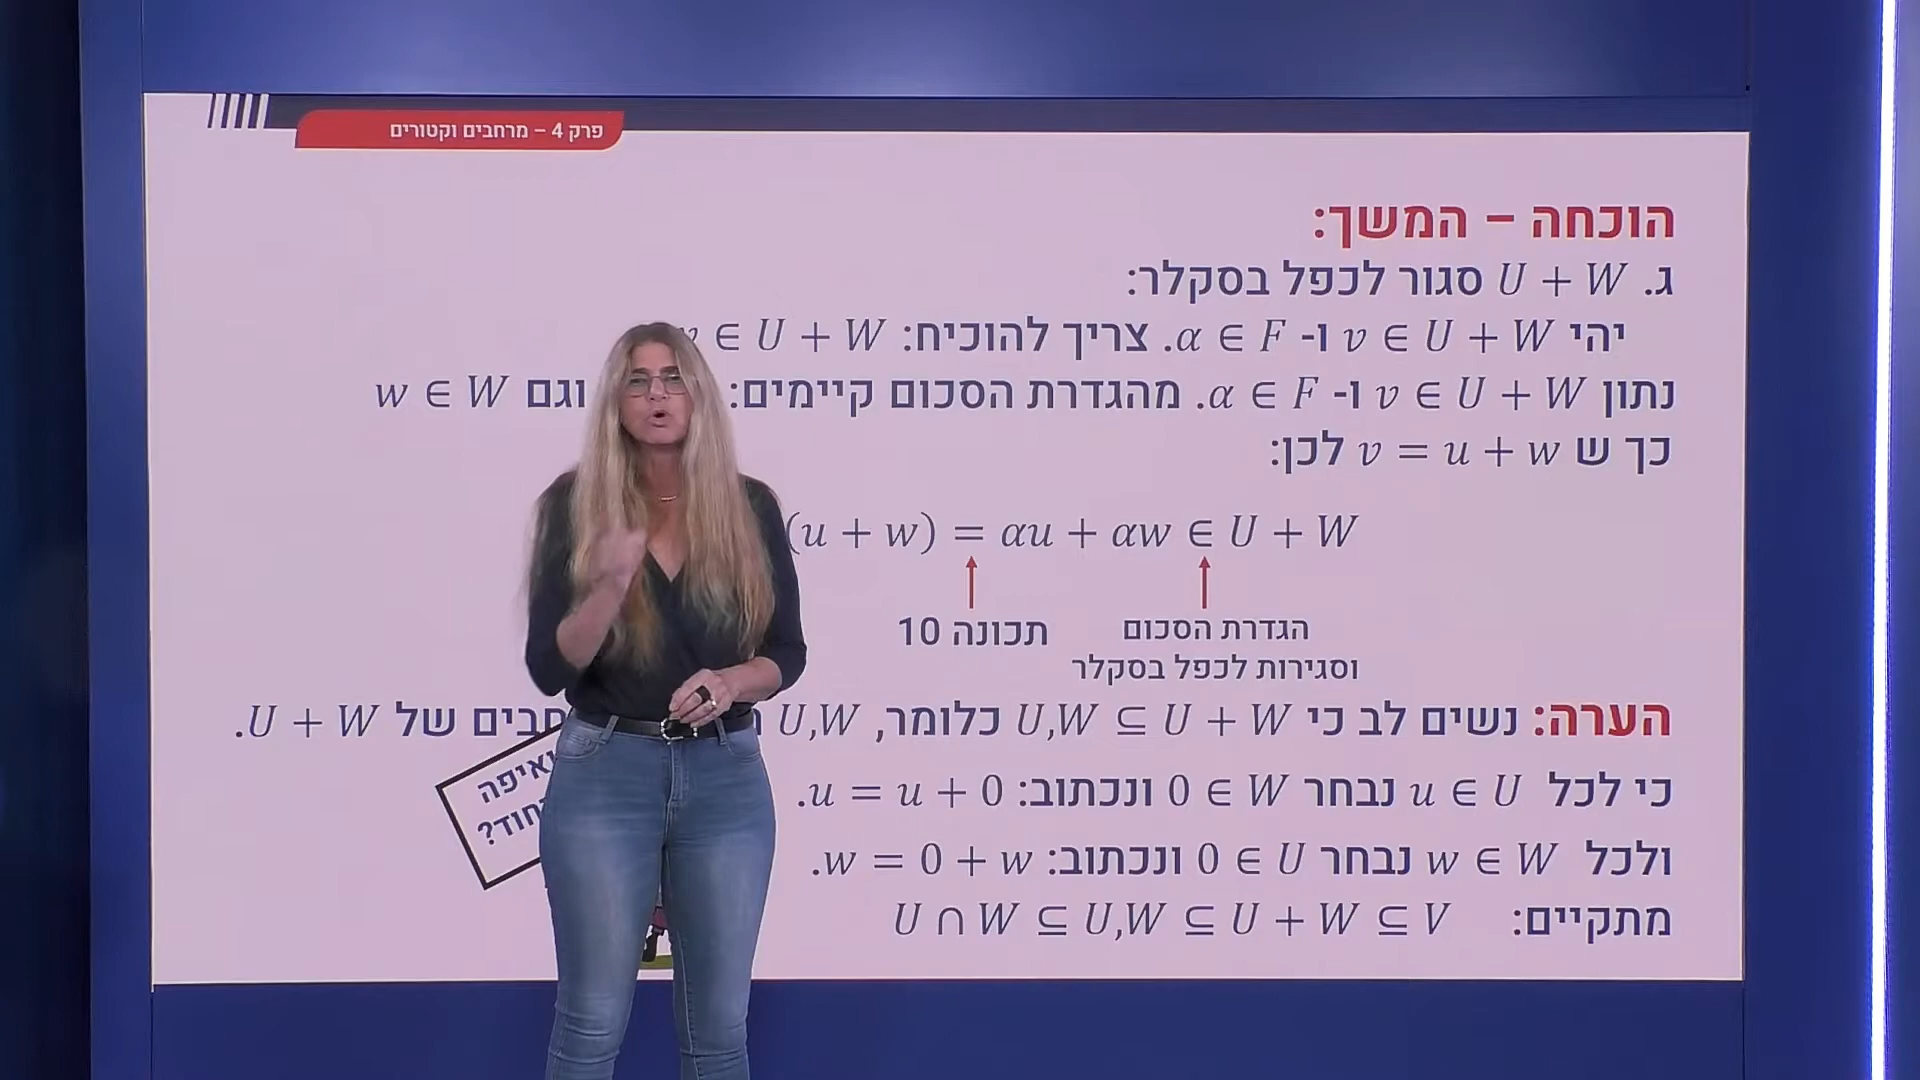 פרק 4 – מרחבים וקטורים
הוכחה – המשך:
ג. U + W סגור לכפל בסקלר:
יהי v ∈ U + W ו- α ∈ F. צריך להוכיח: v ∈ U + W
נתון v ∈ U + W ו- α ∈ F. מהגדרת הסכום קיימים: וגם w ∈ W
כך ש v = u + w לכן:
(u + w) = αu + αw ∈ U + W
תכונה 10
הגדרת הסכום
וסגירות לכפל בסקלר
הערה: נשים לב כי U,W ⊆ U + W כלומר, U,W של U + W.
כי לכל u ∈ U נבחר 0 ∈ W ונכתוב: u = u + 0.
ולכל w ∈ W נבחר 0 ∈ U ונכתוב: w = 0 + w.
מתקיים: U ∩ W ⊆ U,W ⊆ U + W ⊆ V